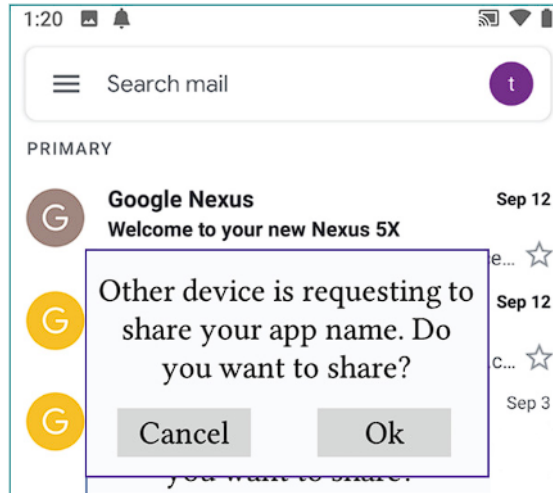 1:20
Search mail
t
PRIMARY
G
Google Nexus
Sep 12
Welcome to your new Nexus 5X
e...
G
Other device is requesting to
Sep 12
share your app name. Do
you want to share?
.c...
G
Sep 3
Cancel
Ok
you want to share?